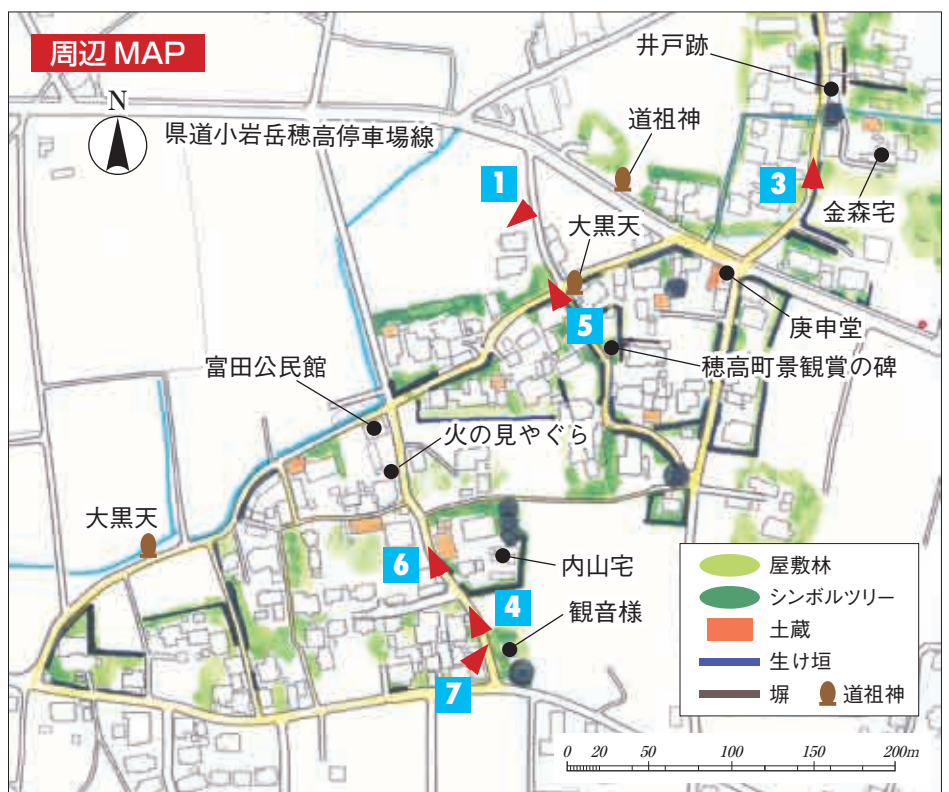 周辺 MAP
N
県道小岩岳穂高停車場線
井戸跡
道祖神
1
3
金森宅
大黒天
5
庚申堂
穂高町景観賞の碑
富田公民館
火の見やぐら
大黒天
6
内山宅
4
観音様
7
屋敷林
シンボルツリー
土蔵
生け垣
塀
道祖神
0 20 50 100 150 200m